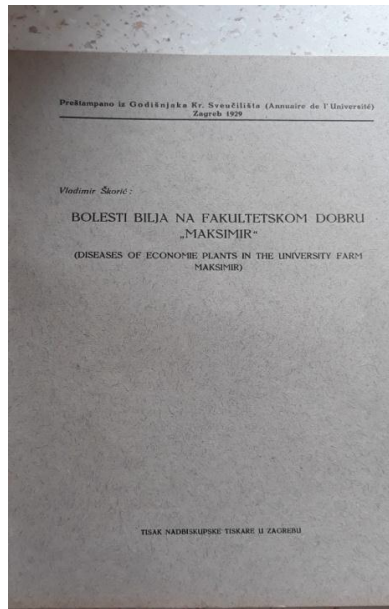 Preštampano iz Godišnjaka Kr. Sveučilišta (Annuaire de l'Université)
Zagreb 1929
Vladimir Škorić:
BOLESTI BILJA NA FAKULTETSKOM DOBRU
„MAKSIMIR“
(DISEASES OF ECONOMIE PLANTS IN THE UNIVERSITY FARM
MAKSIMIR)
TISAK NADBISKUPSKE TISKARE U ZAGREBU